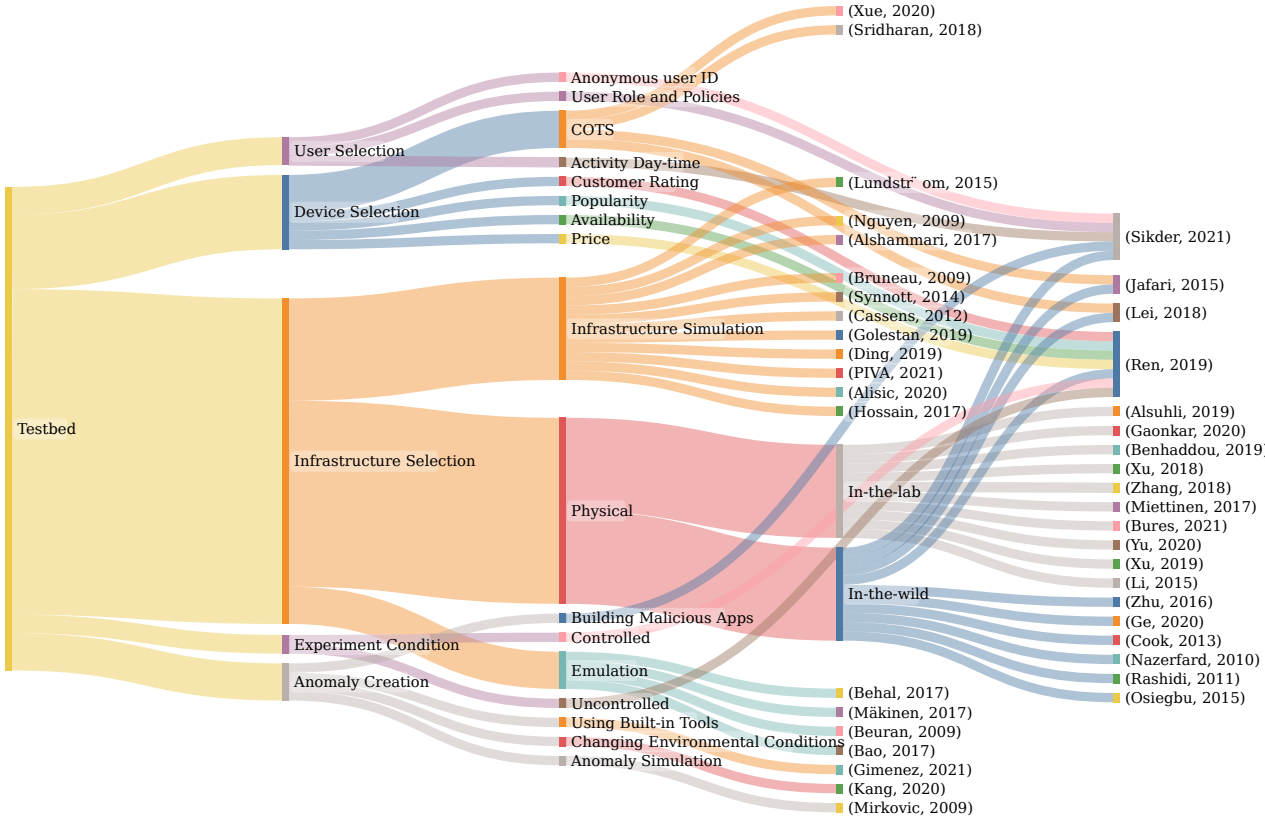 Testbed
User Selection
Device Selection
Infrastructure Selection
Experiment Condition
Anomaly Creation
Anonymous user ID
User Role and Policies
COTS
Activity Day-time
Customer Rating
Popularity
Availability
Price
Infrastructure Simulation
Physical
Building Malicious Apps
Controlled
Emulation
Uncontrolled
Using Built-in Tools
Changing Environmental Conditions
Anomaly Simulation
(Xue, 2020)
(Sridharan, 2018)
(Lundstr¨ om, 2015)
(Nguyen, 2009)
(Alshammari, 2017)
(Bruneau, 2009)
(Synnott, 2014)
(Cassens, 2012)
(Golestan, 2019)
(Ding, 2019)
(PIVA, 2021)
(Alisic, 2020)
(Hossain, 2017)
In-the-lab
In-the-wild
(Behal, 2017)
(Mäkinen, 2017)
(Beuran, 2009)
(Bao, 2017)
(Gimenez, 2021)
(Kang, 2020)
(Mirkovic, 2009)
(Sikder, 2021)
(Jafari, 2015)
(Lei, 2018)
(Ren, 2019)
(Alsuhli, 2019)
(Gaonkar, 2020)
(Benhaddou, 2019)
(Xu, 2018)
(Zhang, 2018)
(Miettinen, 2017)
(Bures, 2021)
(Yu, 2020)
(Xu, 2019)
(Li, 2015)
(Zhu, 2016)
(Ge, 2020)
(Cook, 2013)
(Nazerfard, 2010)
(Rashidi, 2011)
(Osiegbu, 2015)